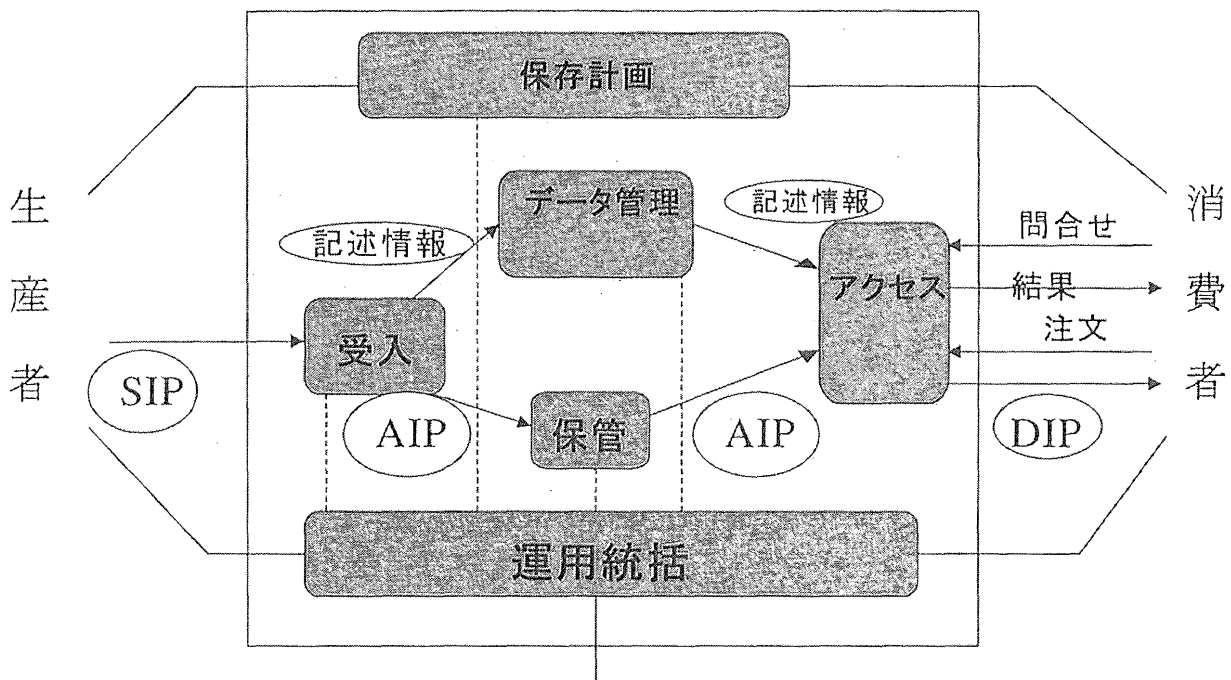 保存計画
生産者
データ管理
記述情報
記述情報
消費者
問合せ
アクセス
結果
受入
注文
SIP
AIP
保管
AIP
DIP
運用統括